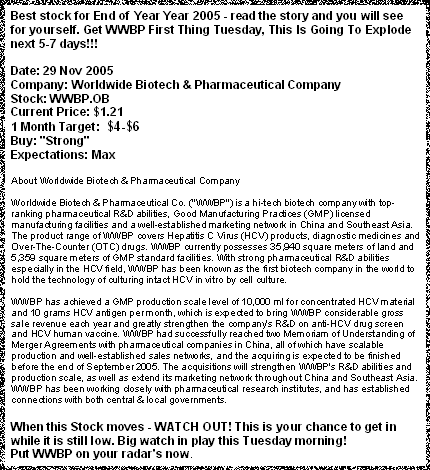 Best stock for End of Year Year 2005 - read the story and you will see
for yourself. Get WWBP First Thing Tuesday, This Is Going To Explode
next 5-7 days!!!
Date: 29 Nov 2005
Company: Worldwide Biotech & Pharmaceutical Company
Stock: WWBP.OB
Current Price: $1.21
1 Month Target: $4-$6
Buy: "Strong"
Expectations: Max
About Worldwide Biotech & Pharmaceutical Company
Worldwide Biotech & Pharmaceutical Co. ("WWBP") is a hi-tech biotech company with top-
ranking pharmaceutical R&D abilities, Good Manufacturing Practices (GMP) licensed
manufacturing facilities and a well-established marketing network in China and Southeast Asia.
The product range of WWBP covers Hepatitis C Virus (HCV) products, diagnostic medicines and
Over-The-Counter (OTC) drugs. WWBP currently possesses 35,940 square meters of land and
5,359 square meters of GMP standard facilities. With strong pharmaceutical R&D abilities
especially in the HCV field, WWBP has been known as the first biotech company in the world to
hold the technology of culturing intact HCV in vitro by cell culture.
WWBP has achieved a GMP production scale level of 10,000 ml for concentrated HCV material
and 10 grams HCV antigen per month, which is expected to bring WWBP considerable gross
sale revenue each year and greatly strengthen the company's R&D on anti-HCV drug screen
and HCV human vaccine. WWBP had successfully reached two Memoriam of Understanding of
Merger Agreements with pharmaceutical companies in China, all of which have scalable
production and well-established sales networks, and the acquiring is expected to be finished
before the end of September 2005. The acquisitions will strengthen WWBP's R&D abilities and
production scale, as well as extend its marketing network throughout China and Southeast Asia.
WWBP has been working closely with pharmaceutical research institutes, and has established
connections with both central & local governments.
When this Stock moves - WATCH OUT! This is your chance to get in
while it is still low. Big watch in play this Tuesday morning!
Put WWBP on your radar's now.